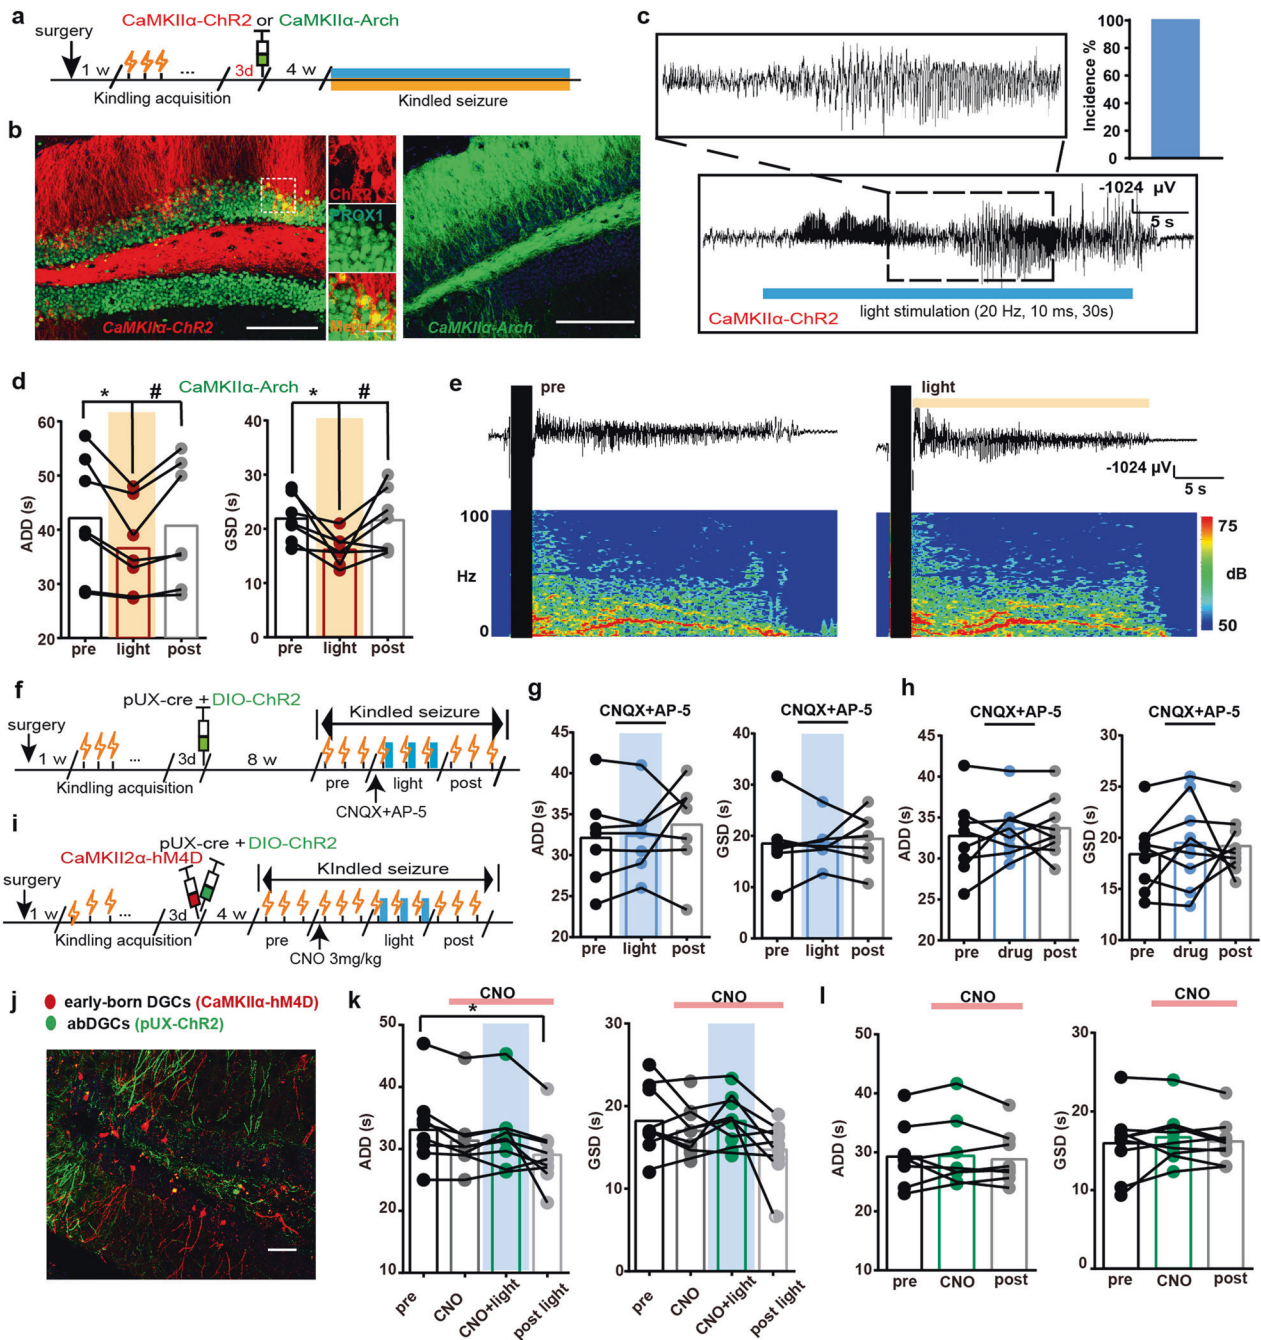 a
CaMKIIα-ChR2 or CaMKIIα-Arch
surgery
1 w
...
3d
4 w
Kindling acquisition
Kindled seizure
b
ChR2
PROX1
Merge
CaMKIIα-ChR2
CaMKIIα-Arch
c
Incidence %
100
80
60
40
20
0
-1024 µV
5 s
CaMKIIα-ChR2
light stimulation (20 Hz, 10 ms, 30s)
d
CaMKIIα-Arch
* #
* #
ADD (s)
60
50
40
30
20
pre light post
GSD (s)
40
30
20
10
0
pre light post
e
pre
light
-1024 µV
5 s
100
Hz
0
75
dB
50
f
pUX-cre + DIO-ChR2
surgery
1 w
...
3d
8 w
Kindled seizure
Kindling acquisition
pre light post
CNQX+AP-5
g
CNQX+AP-5
ADD (s)
45
40
35
30
25
20
pre light post
CNQX+AP-5
GSD (s)
40
30
20
10
0
pre light post
h
CNQX+AP-5
ADD (s)
45
40
35
30
25
20
pre drug post
CNQX+AP-5
GSD (s)
30
25
20
15
10
pre drug post
i
pUX-cre + DIO-ChR2
CaMKII2α-hM4D
surgery
1 w
...
3d
4 w
KIndled seizure
Kindling acquisition
pre light post
CNO 3mg/kg
j
early-born DGCs (CaMKIIα-hM4D)
abDGCs (pUX-ChR2)
k
CNO
*
ADD (s)
50
40
30
20
10
pre CNO CNO+light post light
CNO
GSD (s)
30
20
10
0
pre CNO CNO+light post light
l
CNO
ADD (s)
50
40
30
20
10
pre CNO post
CNO
GSD (s)
30
20
10
0
pre CNO post